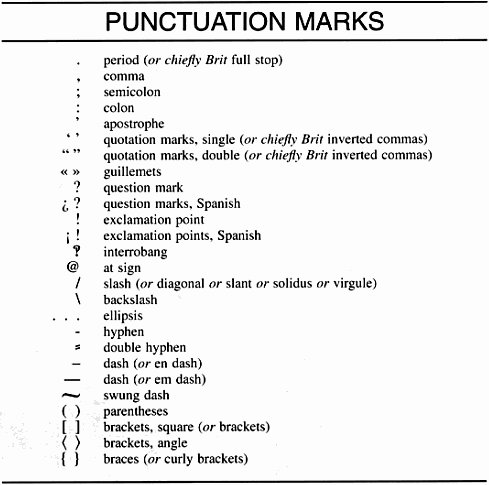 PUNCTUATION MARKS
. period (or chiefly Brit full stop)
, comma
; semicolon
: colon
’ apostrophe
‘ ’ quotation marks, single (or chiefly Brit inverted commas)
“ ” quotation marks, double (or chiefly Brit inverted commas)
« » guillemets
? question mark
¿ ? question marks, Spanish
! exclamation point
¡ ! exclamation points, Spanish
‽ interrobang
@ at sign
/ slash (or diagonal or slant or solidus or virgule)
\ backslash
. . . ellipsis
- hyphen
⸗ double hyphen
– dash (or en dash)
— dash (or em dash)
~ swung dash
( ) parentheses
[ ] brackets, square (or brackets)
⟨ ⟩ brackets, angle
{ } braces (or curly brackets)